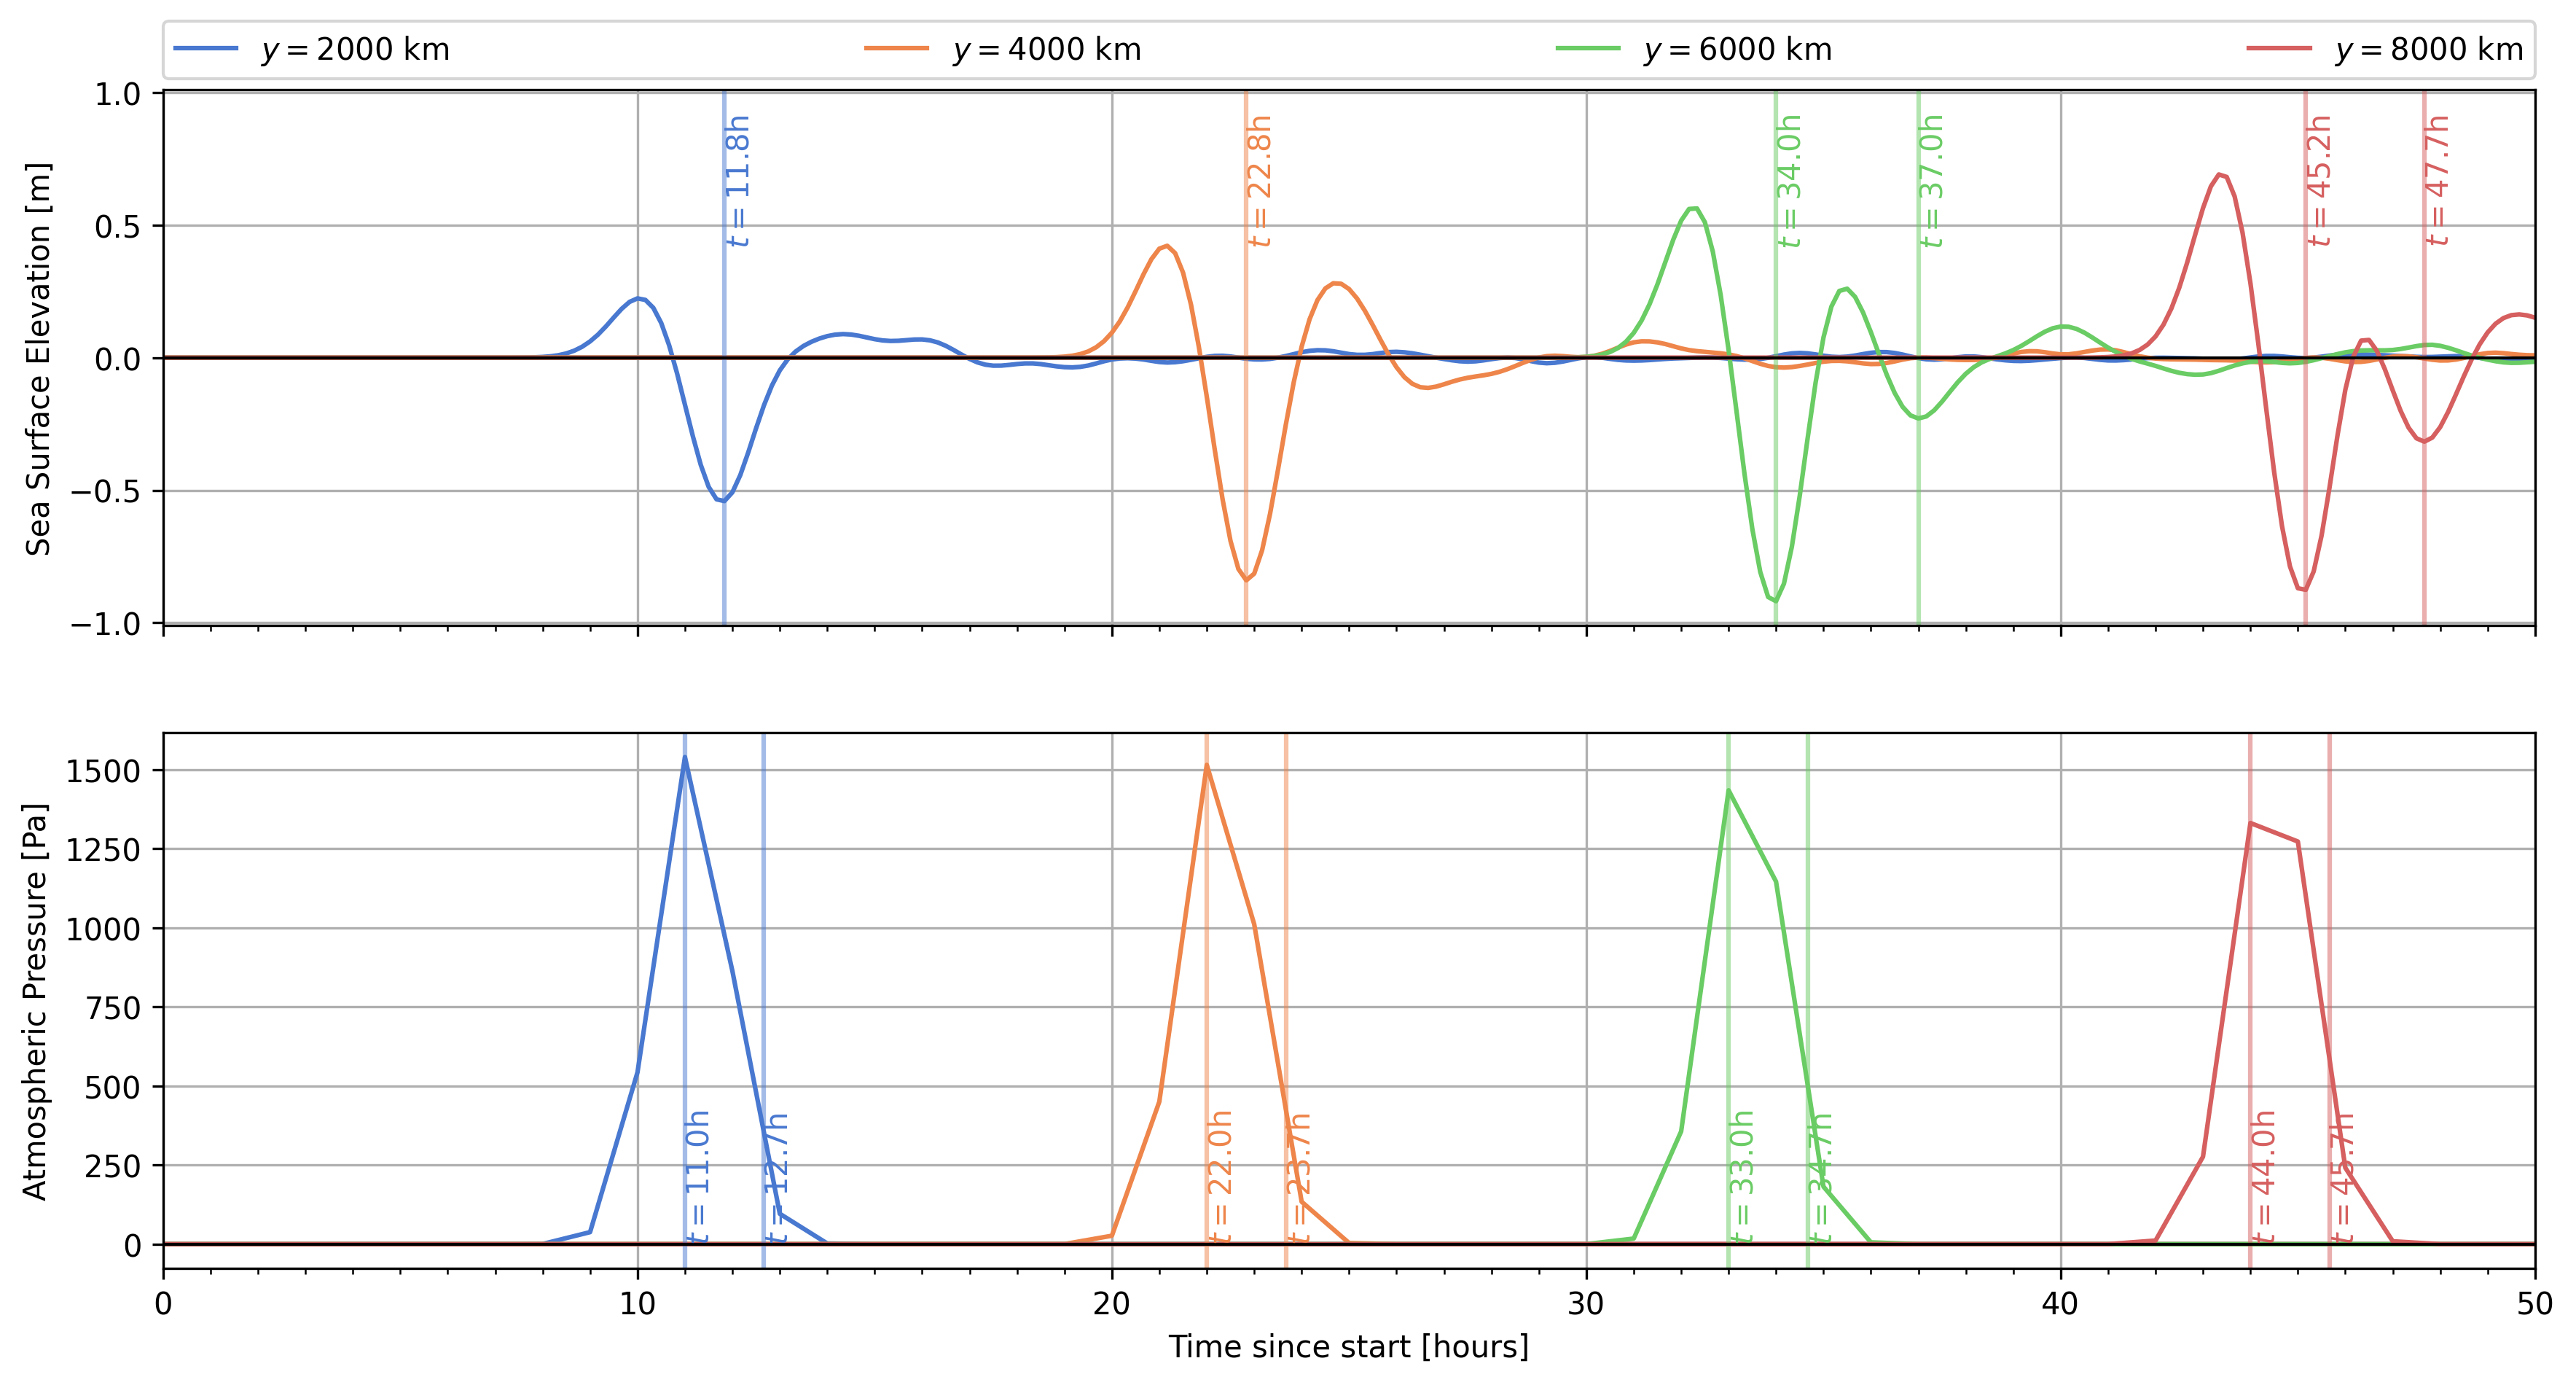 y = 2000 km
y = 4000 km
y = 6000 km
y = 8000 km
Sea Surface Elevation [m]
1.0
0.5
0.0
−0.5
−1.0
t = 11.8h
t = 22.8h
t = 34.0h
t = 37.0h
t = 45.2h
t = 47.7h
Atmospheric Pressure [Pa]
1500
1250
1000
750
500
250
0
t = 11.0h
t = 12.7h
t = 22.0h
t = 23.7h
t = 33.0h
t = 34.7h
t = 44.0h
t = 45.7h
0
10
20
30
40
50
Time since start [hours]